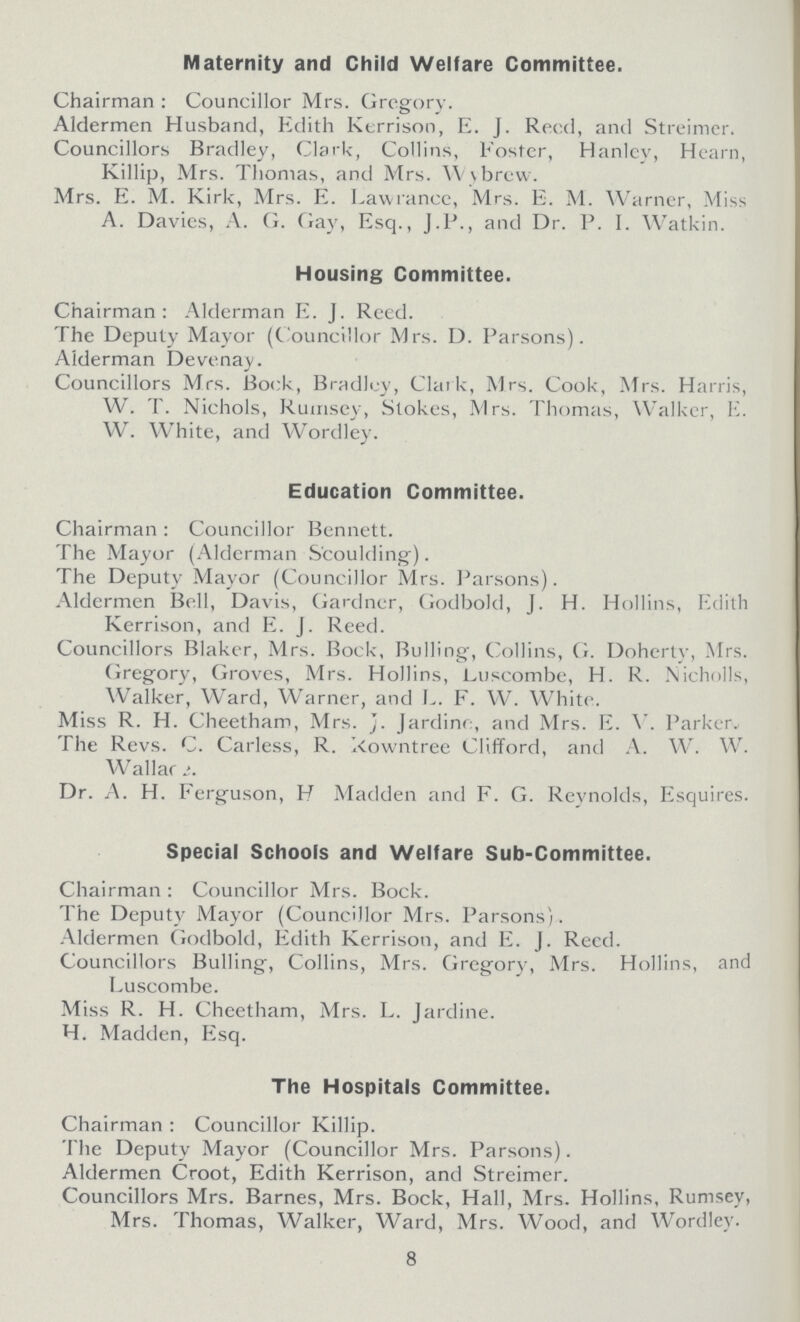 Maternity and Child Welfare Committee.
Chairman : Councillor Mrs. Gregory.
Aldermen Husband, Edith Kerrison, E. J. Reed, and Streimer.
Councillors Bradley, Clark, Collins, Foster, Hanley, Hearn,
Killip, Mrs. Thomas, and Mrs. Wybrew.
Mrs. E. M. Kirk, Mrs. E. Lawrance, Mrs. E. M. Warner, Miss
A. Davies, A. G. Gay, Esq., J.P., and Dr. P. I. Watkin.
Housing Committee.
Chairman : Alderman E. J. Reed.
The Deputy Mayor (Councillor Mrs. D. Parsons).
Alderman Devenay.
Councillors Mrs. Bock, Bradley, Clark, Mrs. Cook, Mrs. Harris,
W. T. Nichols, Rumsey, Stokes, Mrs. Thomas, Walker, E.
W. White, and Wordley.
Education Committee.
Chairman : Councillor Bennett.
The Mayor (Alderman Scoulding).
The Deputy Mayor (Councillor Mrs. Parsons).
Aldermen Bell, Davis, Gardner, Godbold, J. H. Hollins, Edith
Kerrison, and E. J. Reed.
Councillors Blaker, Mrs. Bock, Bulling, Collins, G. Doherty, Mrs.
Gregory, Groves, Mrs. Hollins, Luscombe, H. R. Nicholls,
Walker, Ward, Warner, and L. F. W. White.
Miss R. H. Cheetham, Mrs. J. Jardine, and Mrs. E. V. Parker.
The Revs. C. Carless, R. Rowntree Clifford, and A. W. W.
Wallace.
Dr. A. H. Ferguson, H Madden and F. G. Reynolds, Esquires.
Special Schools and Welfare Sub-Committee.
Chairman : Councillor Mrs. Bock.
The Deputy Mayor (Councillor Mrs. Parsons).
Aldermen Godbold, Edith Kerrison, and E. J. Reed.
Councillors Bulling, Collins, Mrs. Gregory, Mrs. Hollins, and
Luscombe.
Miss R. H. Cheetham, Mrs. L. Jardine.
H. Madden, Esq.
The Hospitals Committee.
Chairman : Councillor Killip.
The Deputy Mayor (Councillor Mrs. Parsons).
Aldermen Croot, Edith Kerrison, and Streimer.
Councillors Mrs. Barnes, Mrs. Bock, Hall, Mrs. Hollins, Rumsey,
Mrs. Thomas, Walker, Ward, Mrs. Wood, and Wordley.
8